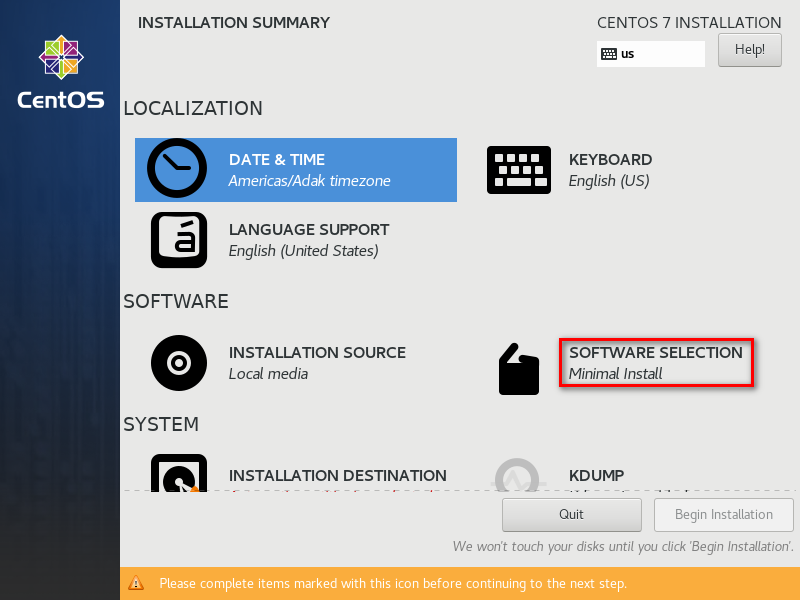 INSTALLATION SUMMARY
CENTOS 7 INSTALLATION
us
Help!
CentOS
LOCALIZATION
DATE & TIME
Americas/Adak timezone
KEYBOARD
English (US)
á
LANGUAGE SUPPORT
English (United States)
SOFTWARE
INSTALLATION SOURCE
Local media
SOFTWARE SELECTION
Minimal Install
SYSTEM
INSTALLATION DESTINATION
KDUMP
Quit
Begin Installation
We won't touch your disks until you click 'Begin Installation'.
Please complete items marked with this icon before continuing to the next step.